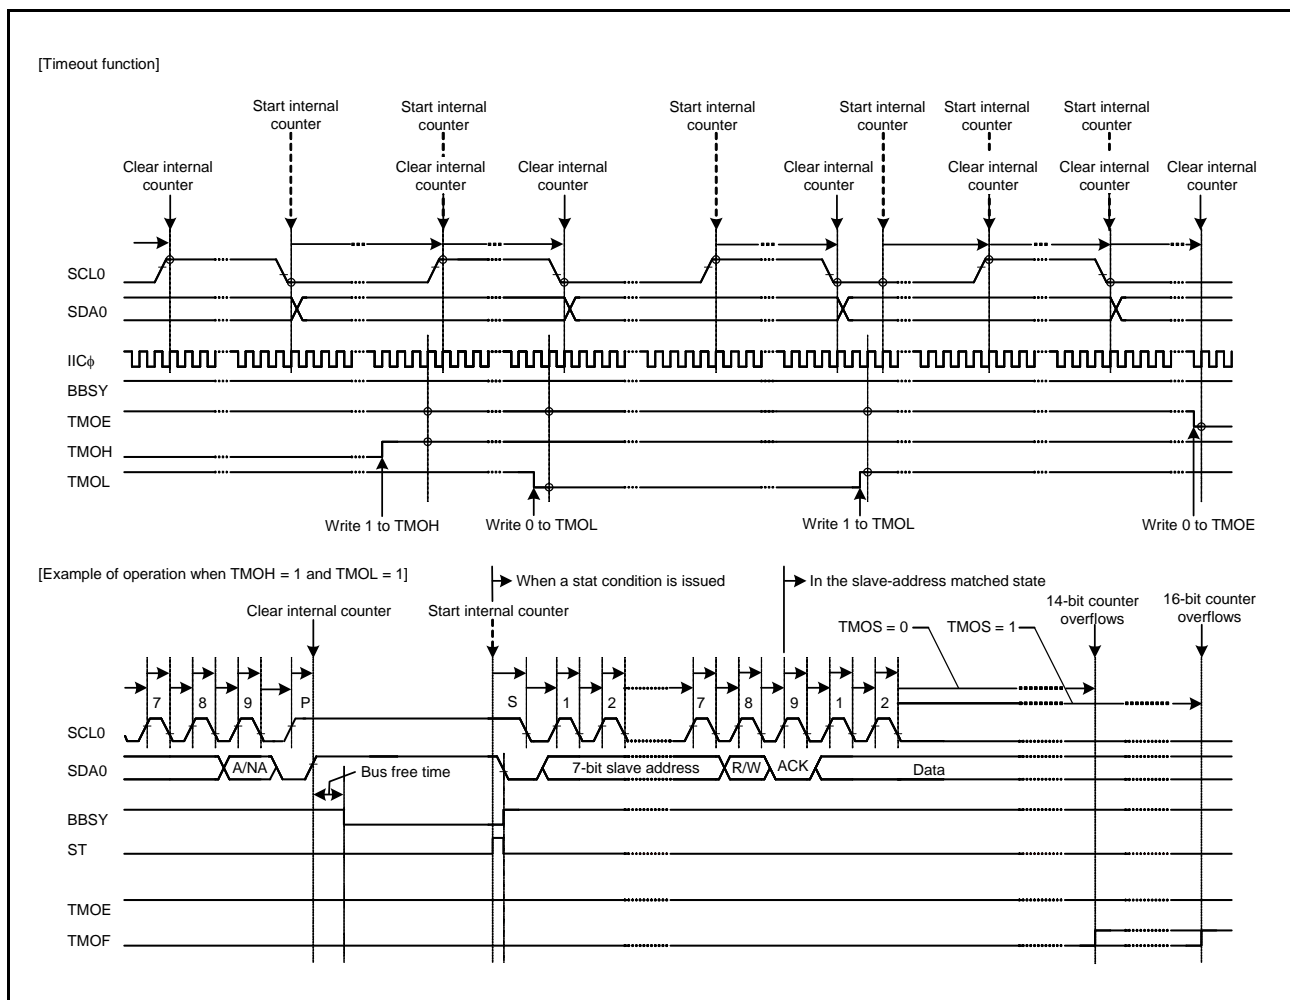 [Timeout function]
Start internal counter
Start internal counter
Start internal counter
Start internal counter
Start internal counter
Start internal counter
Clear internal counter
Clear internal counter
Clear internal counter
Clear internal counter
Clear internal counter
Clear internal counter
Clear internal counter
SCL0
SDA0
IICϕ
BBSY
TMOE
TMOH
TMOL
Write 1 to TMOH
Write 0 to TMOL
Write 1 to TMOL
Write 0 to TMOE
[Example of operation when TMOH = 1 and TMOL = 1]
When a stat condition is issued
In the slave-address matched state
Clear internal counter
Start internal counter
14-bit counter overflows
16-bit counter overflows
TMOS = 0
TMOS = 1
7 8 9 P S 1 2 7 8 9 1 2
SCL0
SDA0
A/NA
Bus free time
7-bit slave address
R/W
ACK
Data
BBSY
ST
TMOE
TMOF